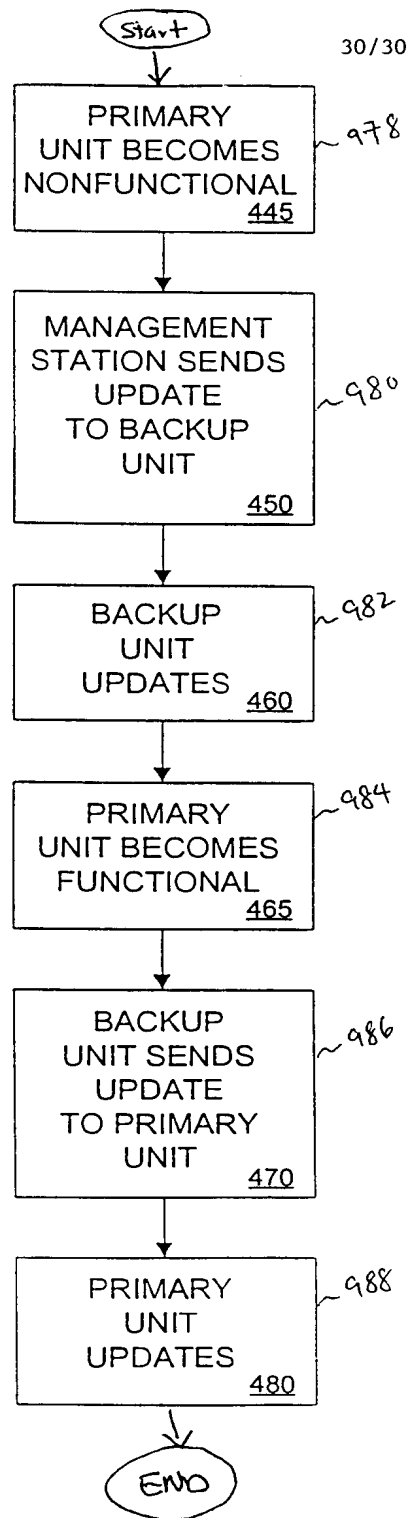 Start
30/30
PRIMARY
UNIT BECOMES
NONFUNCTIONAL
445
978
MANAGEMENT
STATION SENDS
UPDATE
TO BACKUP
UNIT
450
980
BACKUP
UNIT
UPDATES
460
982
PRIMARY
UNIT BECOMES
FUNCTIONAL
465
984
BACKUP
UNIT SENDS
UPDATE
TO PRIMARY
UNIT
470
986
PRIMARY
UNIT
UPDATES
480
988
END